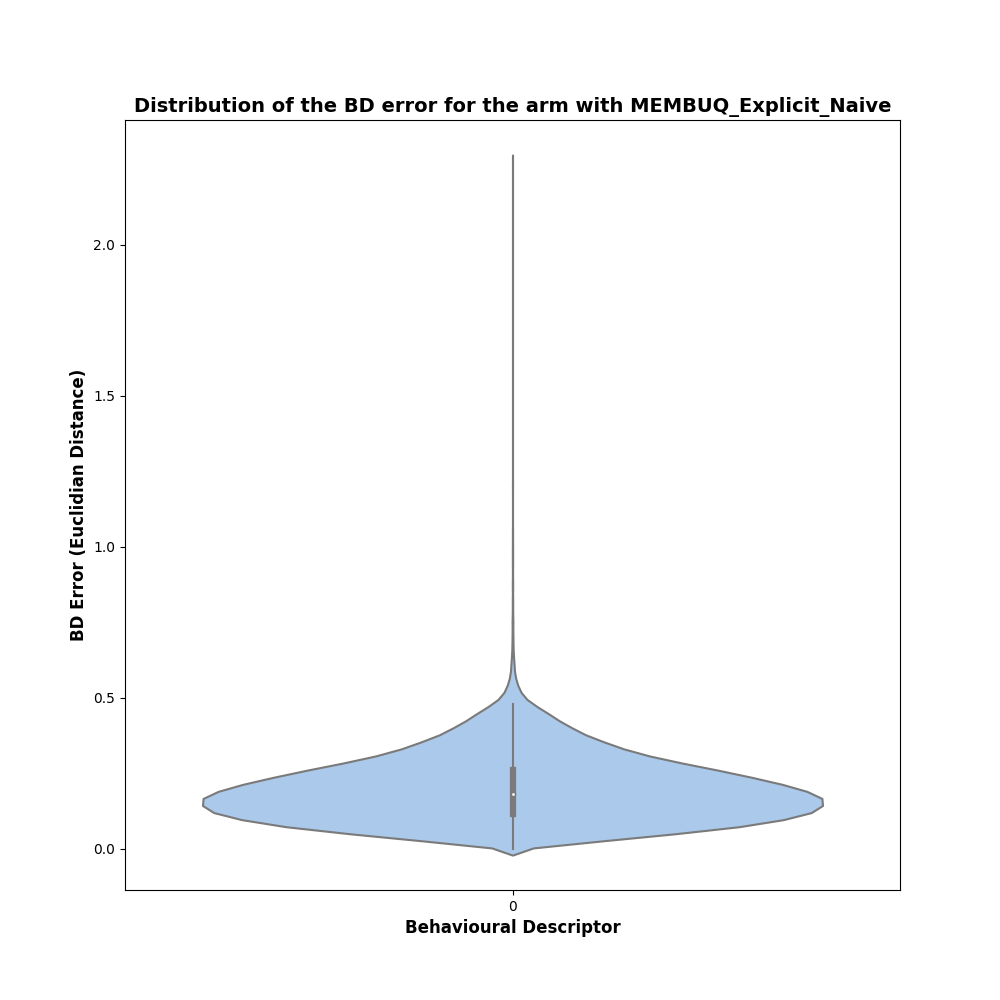 Distribution of the BD error for the arm with MEMBUQ_Explicit_Naive
BD Error (Euclidian Distance)
2.0
1.5
1.0
0.5
0.0
0
Behavioural Descriptor